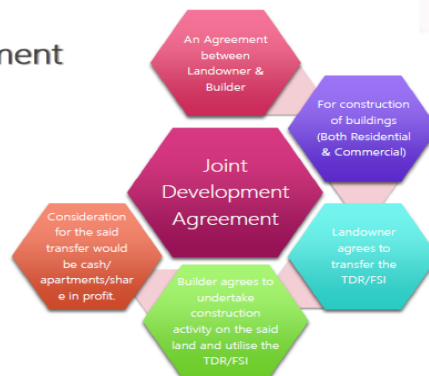 ment
An Agreement
between
Landowner &
Builder
For construction
of buildings
(Both Residential
& Commercial)
Joint
Development
Agreement
Landowner
agrees to
transfer the
TDR/FSI
Builder agrees to
undertake
construction
activity on the said
land and utilise the
TDR/FSI
Consideration
for the said
transfer would
be cash/
apartments/shar
e in profit.